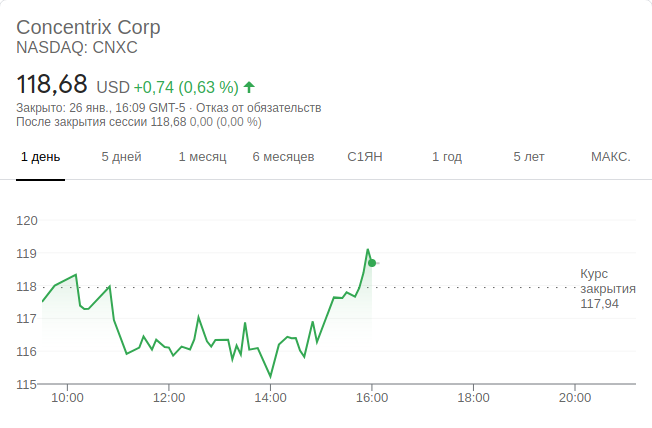 Concentrix Corp
NASDAQ: CNXC
118,68 USD +0,74 (0,63 %)
Закрыто: 26 янв., 16:09 GMT-5 · Отказ от обязательств
После закрытия сессии 118,68 0,00 (0,00 %)
1 день 5 дней 1 месяц 6 месяцев С1ЯН 1 год 5 лет МАКС.
120
119
118
117
116
115
Курс
закрытия
117,94
10:00 12:00 14:00 16:00 18:00 20:00